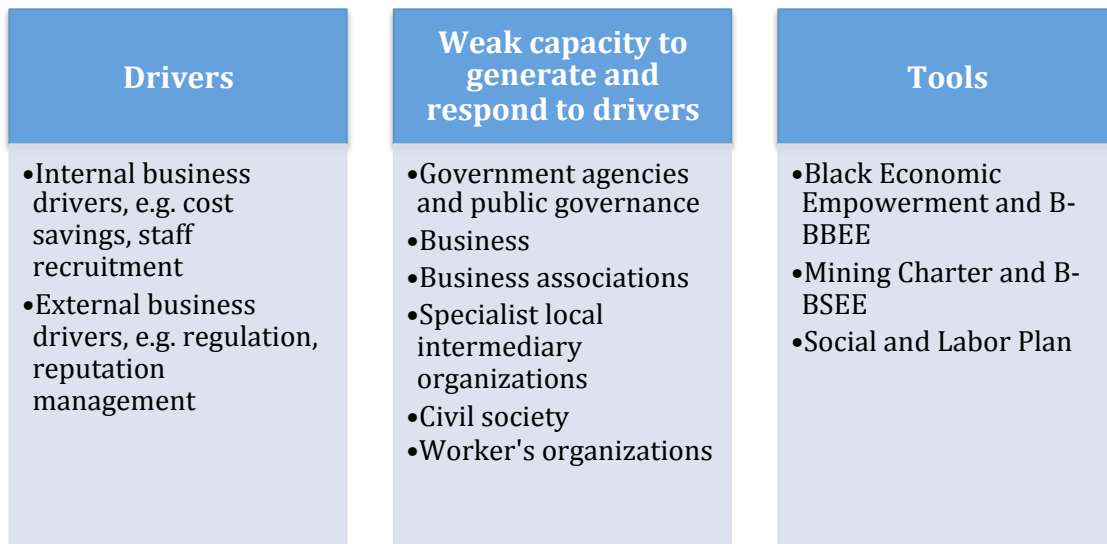 Drivers
•Internal business
drivers, e.g. cost
savings, staff
recruitment
•External business
drivers, e.g. regulation,
reputation
management
Weak capacity to
generate and
respond to drivers
•Government agencies
and public governance
•Business
•Business associations
•Specialist local
intermediary
organizations
•Civil society
•Worker's organizations
Tools
•Black Economic
Empowerment and B-
BBEE
•Mining Charter and B-
BSEE
•Social and Labor Plan